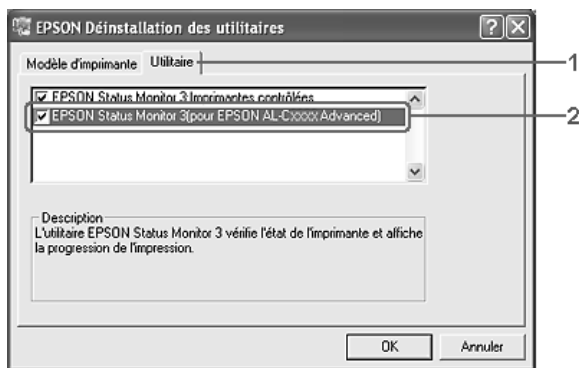 EPSON Déinstallation des utilitaires
Modèle d'imprimante Utilitaire
1
EPSON Status Monitor 3:Imprimantes contrôlées
EPSON Status Monitor 3(pour EPSON AL-Cxxxx Advanced)
2
Description
L'utilitaire EPSON Status Monitor 3 vérifie l'état de l'imprimante et affiche
la progression de l'impression.
OK Annuler